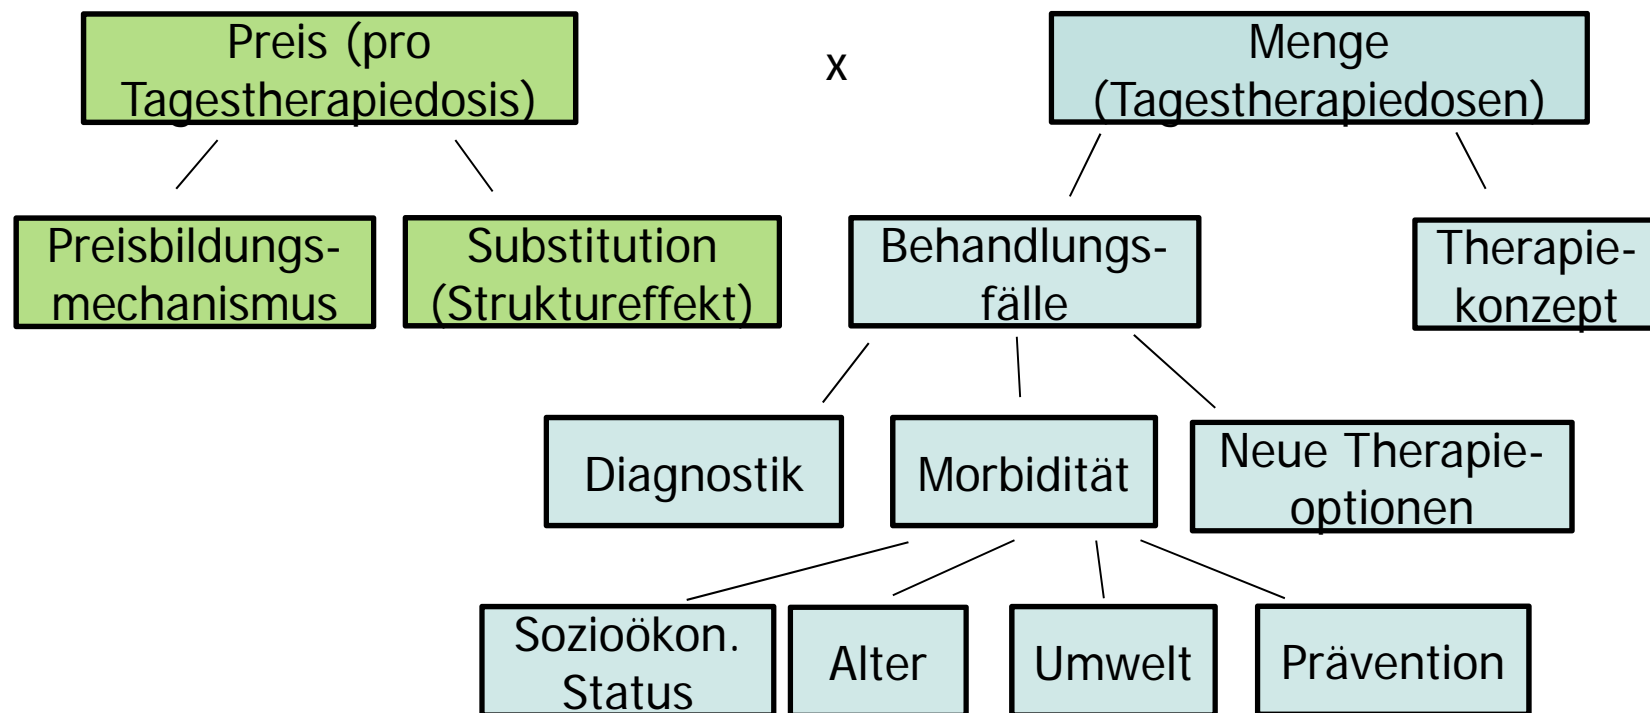 Preis (pro
Tagestherapiedosis)
x
Menge
(Tagestherapiedosen)
Preisbildungs-
mechanismus
Substitution
(Struktureffekt)
Behandlungs-
fälle
Therapie-
konzept
Diagnostik
Morbidität
Neue Therapie-
optionen
Sozioökon.
Status
Alter
Umwelt
Prävention